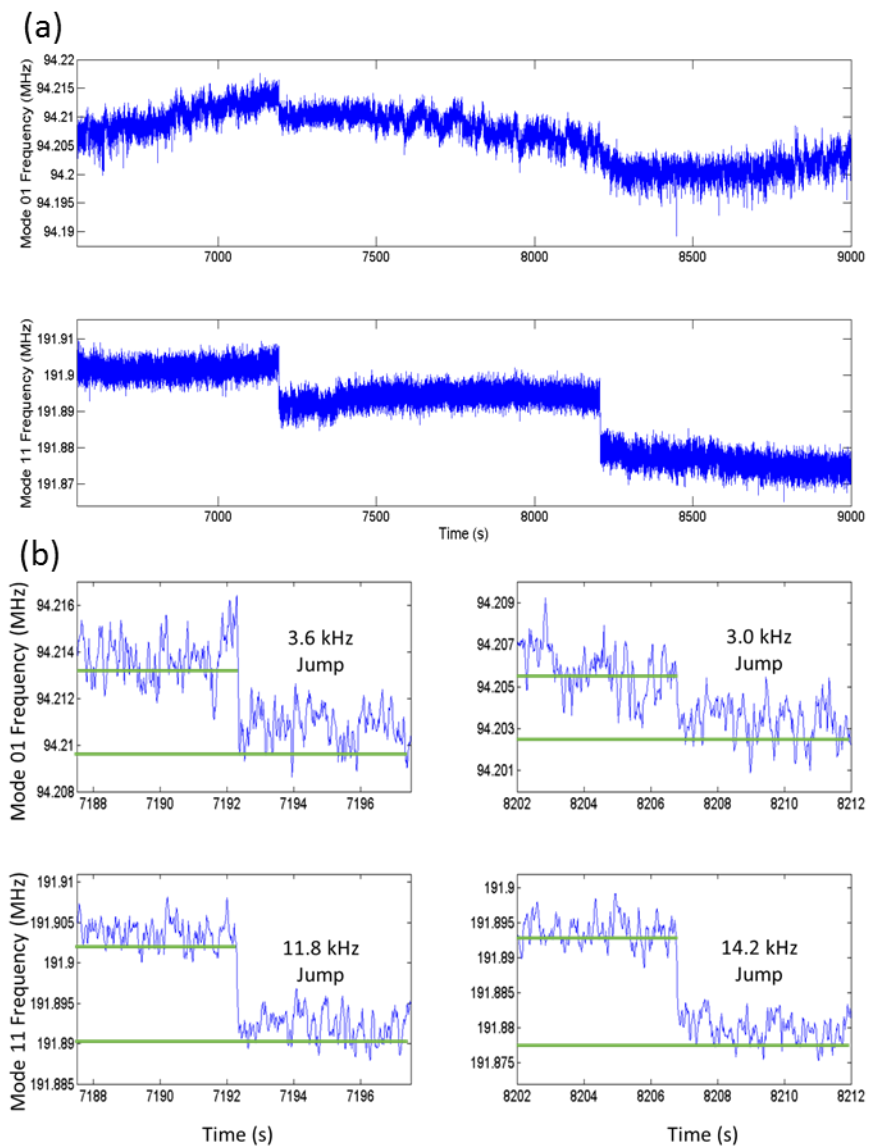 (a)
Mode 01 Frequency (MHz)
94.22
94.215
94.21
94.205
94.2
94.195
94.19
7000 7500 8000 8500 9000
Mode 11 Frequency (MHz)
191.91
191.9
191.89
191.88
191.87
7000 7500 8000 8500 9000
Time (s)
(b)
Mode 01 Frequency (MHz)
94.216
94.214
94.212
94.21
94.208
3.6 kHz
Jump
7188 7190 7192 7194 7196
94.209
94.207
94.205
94.203
94.201
3.0 kHz
Jump
8202 8204 8206 8208 8210 8212
Mode 11 Frequency (MHz)
191.91
191.905
191.9
191.895
191.89
191.885
11.8 kHz
Jump
7188 7190 7192 7194 7196
Time (s)
191.9
191.895
191.89
191.885
191.88
191.875
14.2 kHz
Jump
8202 8204 8206 8208 8210 8212
Time (s)